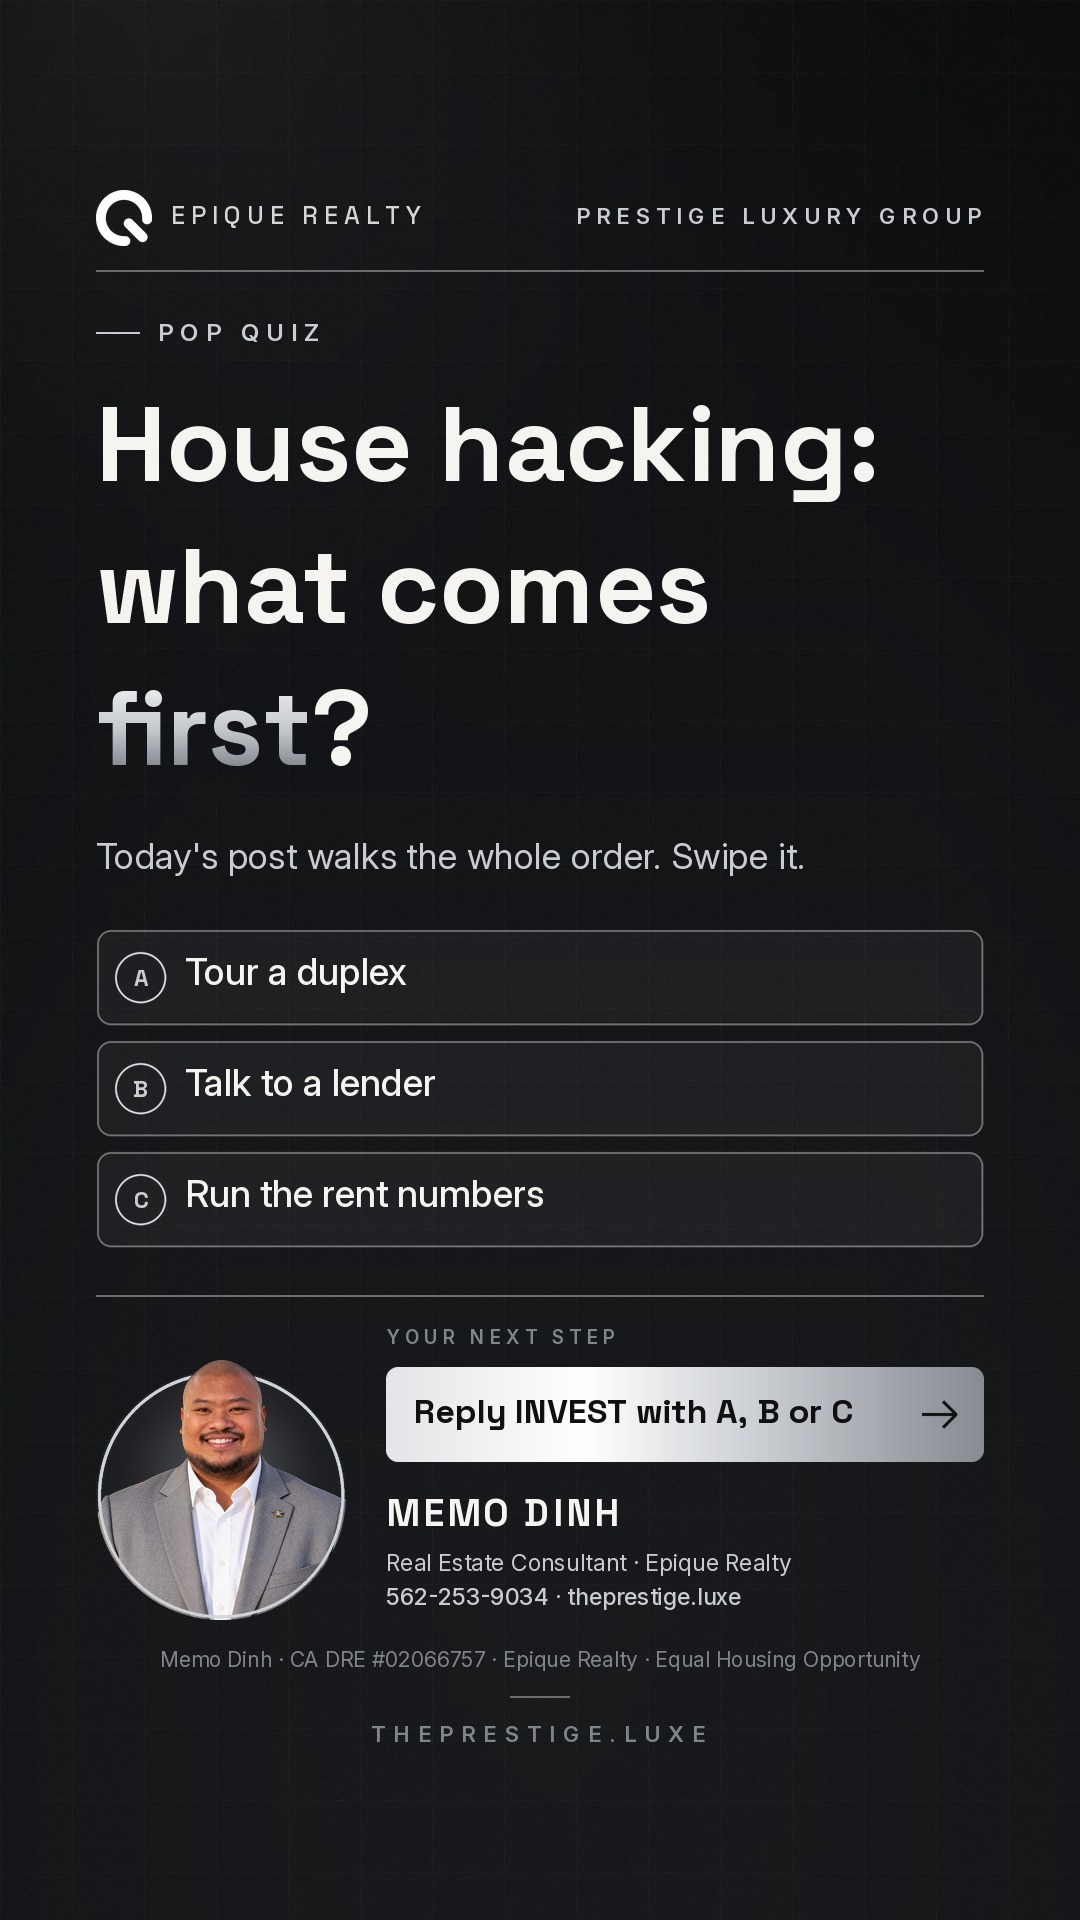 EPIQUE REALTY
PRESTIGE LUXURY GROUP
POP QUIZ
House hacking:
what comes
first?
Today's post walks the whole order. Swipe it.
A Tour a duplex
B Talk to a lender
C Run the rent numbers
YOUR NEXT STEP
Reply INVEST with A, B or C →
MEMO DINH
Real Estate Consultant · Epique Realty
562-253-9034 · theprestige.luxe
Memo Dinh · CA DRE #02066757 · Epique Realty · Equal Housing Opportunity
THEPRESTIGE.LUXE